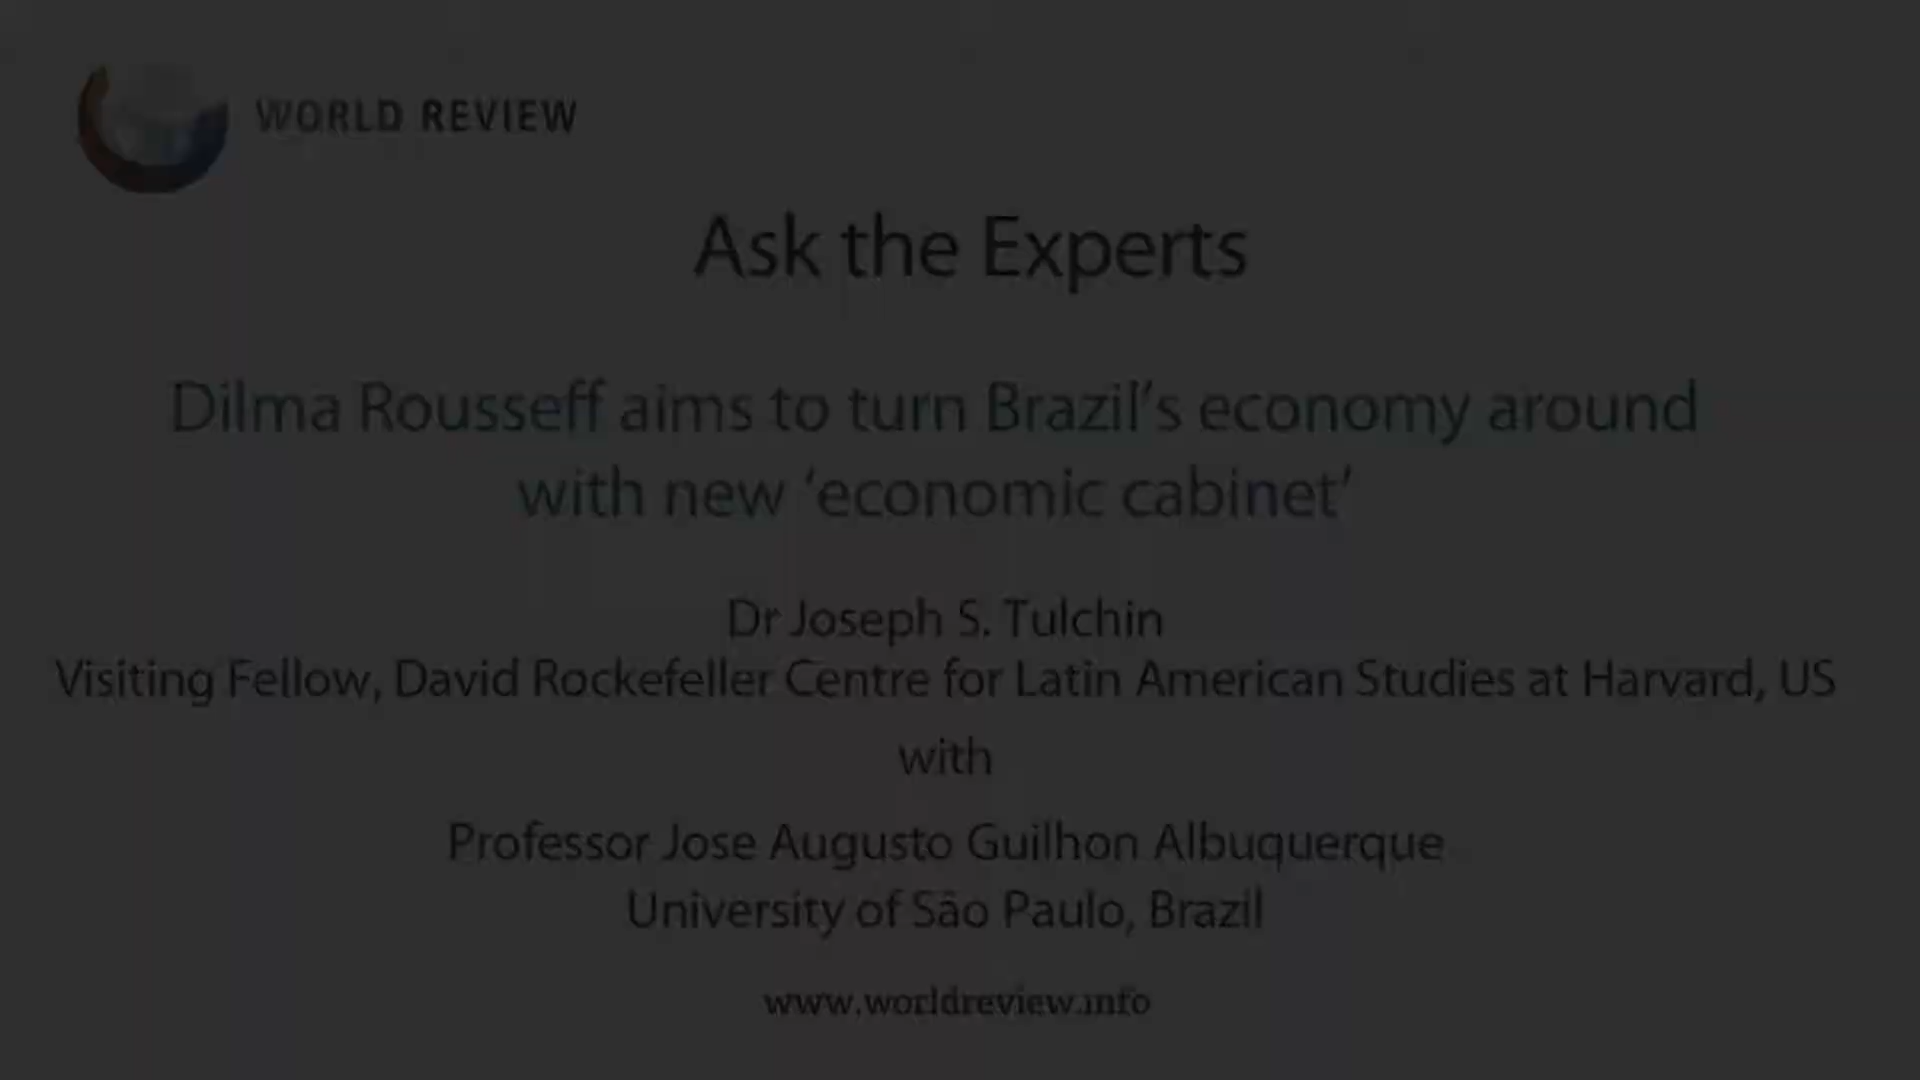 WORLD REVIEW
Ask the Experts
Dilma Rousseff aims to turn Brazil's economy around
with new 'economic cabinet'
Dr Joseph S. Tulchin
Visiting Fellow, David Rockefeller Centre for Latin American Studies at Harvard, US
with
Professor Jose Augusto Guilhon Albuquerque
University of São Paulo, Brazil
www.worldreview.info